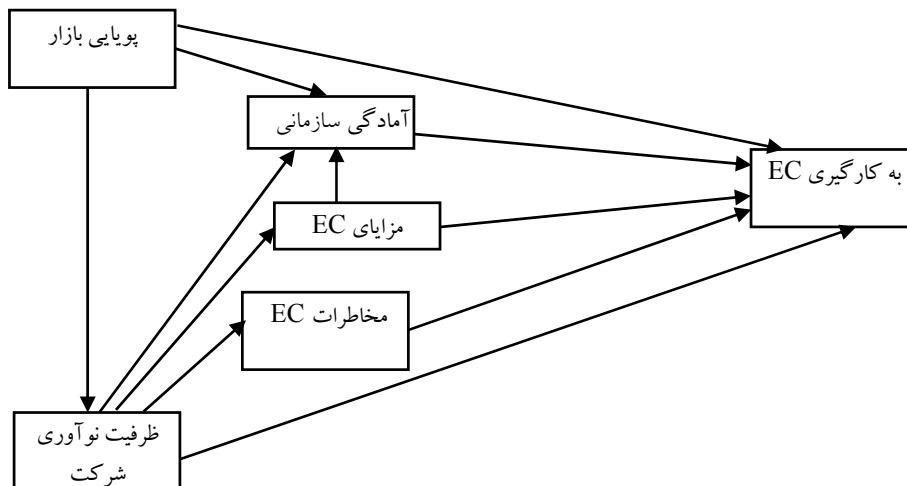 پویایی بازار
آمادگی سازمانی
به کارگیری EC
مزایای EC
مخاطرات EC
ظرفیت نوآوری
شرکت